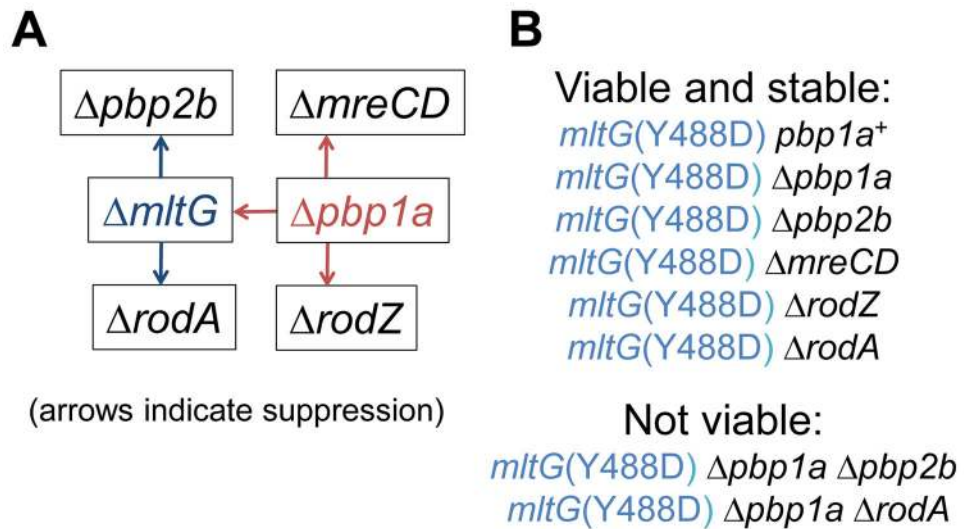 A
Δpbp2b
ΔmreCD
ΔmltG
Δpbp1a
ΔrodA
ΔrodZ
(arrows indicate suppression)
B
Viable and stable:
mltG(Y488D) pbp1a⁺
mltG(Y488D) Δpbp1a
mltG(Y488D) Δpbp2b
mltG(Y488D) ΔmreCD
mltG(Y488D) ΔrodZ
mltG(Y488D) ΔrodA
Not viable:
mltG(Y488D) Δpbp1a Δpbp2b
mltG(Y488D) Δpbp1a ΔrodA